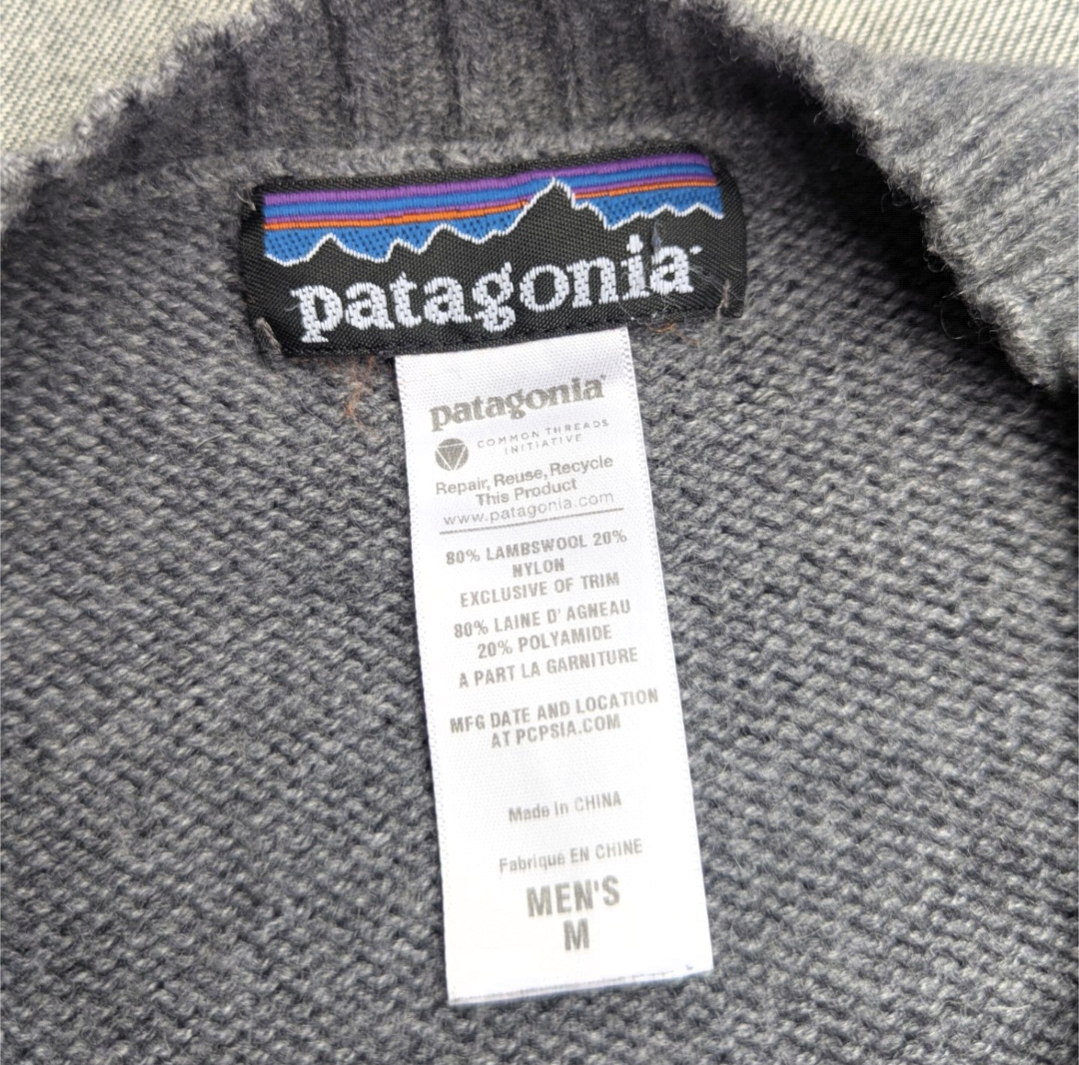 patagonia
patagonia
COMMON THREADS
INITIATIVE
Repair, Reuse, Recycle
This Product
www.patagonia.com
80% LAMBSWOOL 20%
NYLON
EXCLUSIVE OF TRIM
80% LAINE D' AGNEAU
20% POLYAMIDE
A PART LA GARNITURE
MFG DATE AND LOCATION
AT PCPSIA.COM
Made in CHINA
Fabriqué EN CHINE
MEN'S
M